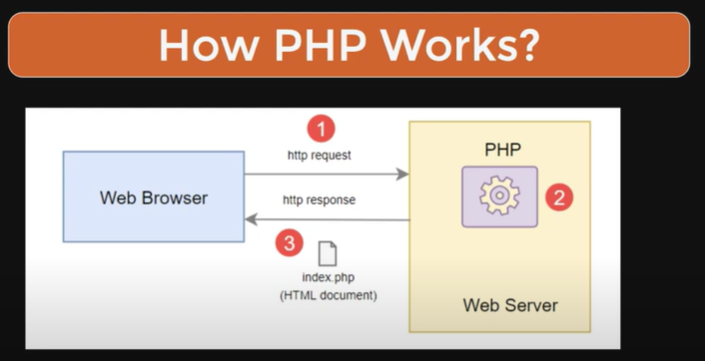 How PHP Works?
1
http request
PHP
Web Browser
http response
2
3
index.php
(HTML document)
Web Server